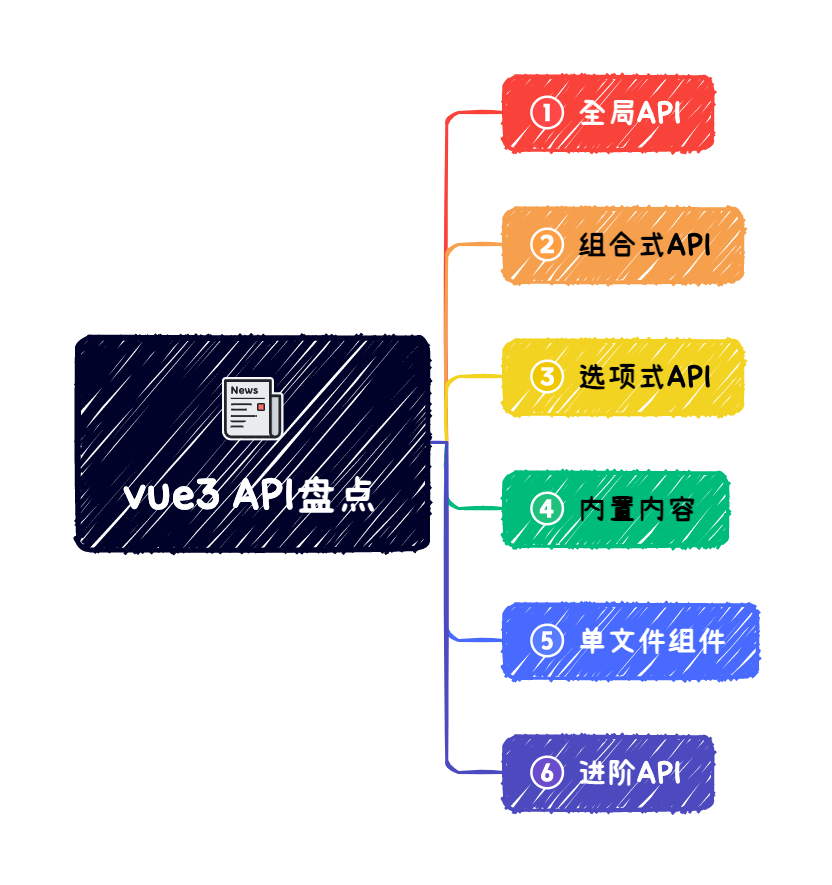 News
vue3 API盘点
① 全局API
② 组合式API
③ 选项式API
④ 内置内容
⑤ 单文件组件
⑥ 进阶API